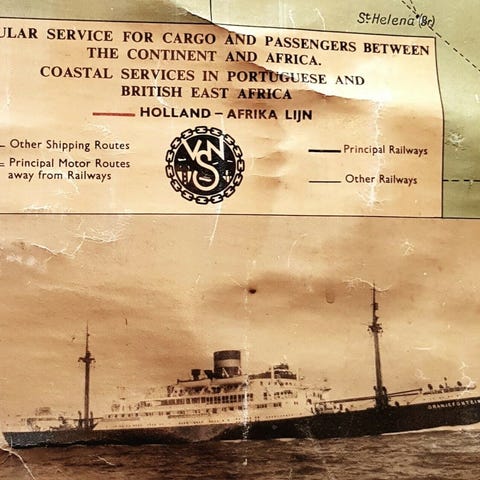 St Helena (Br)
ULAR SERVICE FOR CARGO AND PASSENGERS BETWEEN
THE CONTINENT AND AFRICA.
COASTAL SERVICES IN PORTUGUESE AND
BRITISH EAST AFRICA
HOLLAND – AFRIKA LIJN
Other Shipping Routes
Principal Motor Routes
away from Railways
VNS
Principal Railways
Other Railways
ORANJEFONTEIN